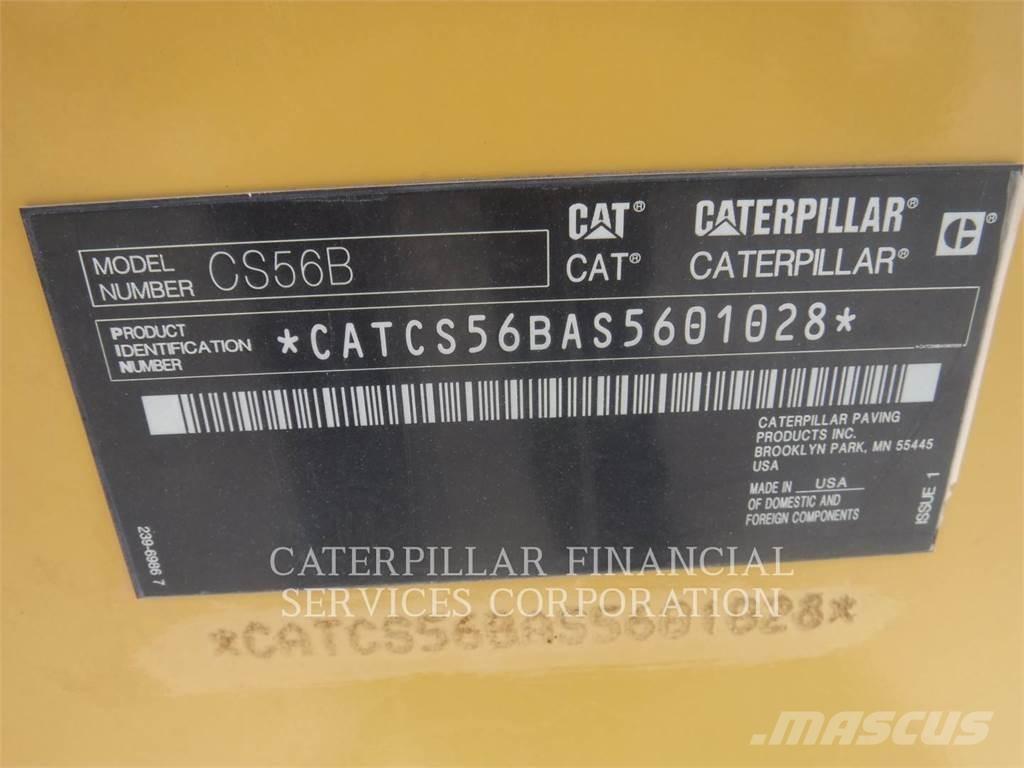 CAT® CATERPILLAR®
CAT® CATERPILLAR®
MODEL
NUMBER CS56B
PRODUCT
IDENTIFICATION
NUMBER
*CATCS56BAS5601028*
CATERPILLAR PAVING
PRODUCTS INC.
BROOKLYN PARK, MN 55445
USA
MADE IN USA
OF DOMESTIC AND
FOREIGN COMPONENTS
ISSUE 1
239-6986 7
CATERPILLAR FINANCIAL
SERVICES CORPORATION
*CATCS56BAS5601028*
MASCUS